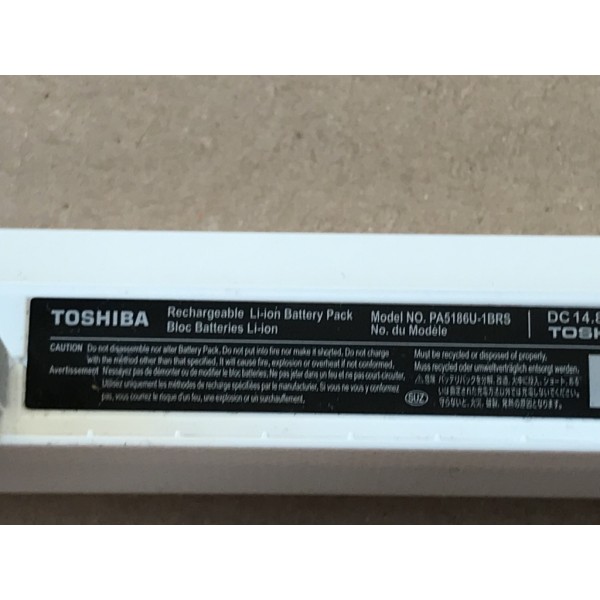 TOSHIBA
Rechargeable Li-ion Battery Pack
Bloc Batteries Li-ion
Model NO. PA5186U-1BRS
No. du Modèle
DC 14,8
TOSH
CAUTION
Do not disassemble nor alter Battery Pack. Do not put into fire nor make it shorted. Do not charge
with the method other than that specified. It will cause fire, explosion or overheat if not conformed.
Avertissement
N'essayez pas de démonter ou de modifier le bloc batteries. Ne pas jeter dans un feu et ne pas court-circuiter.
Utilisez uniquement les méthodes de recharge spécifiées par le manufacturier. Si vous ne vous y conformez
pas, vous courez le risque d'un feu, une explosion ou un surchauffement.
Must be recycled or disposed of properly.
Muss recycled oder umweltverträglich entsorgt werden.